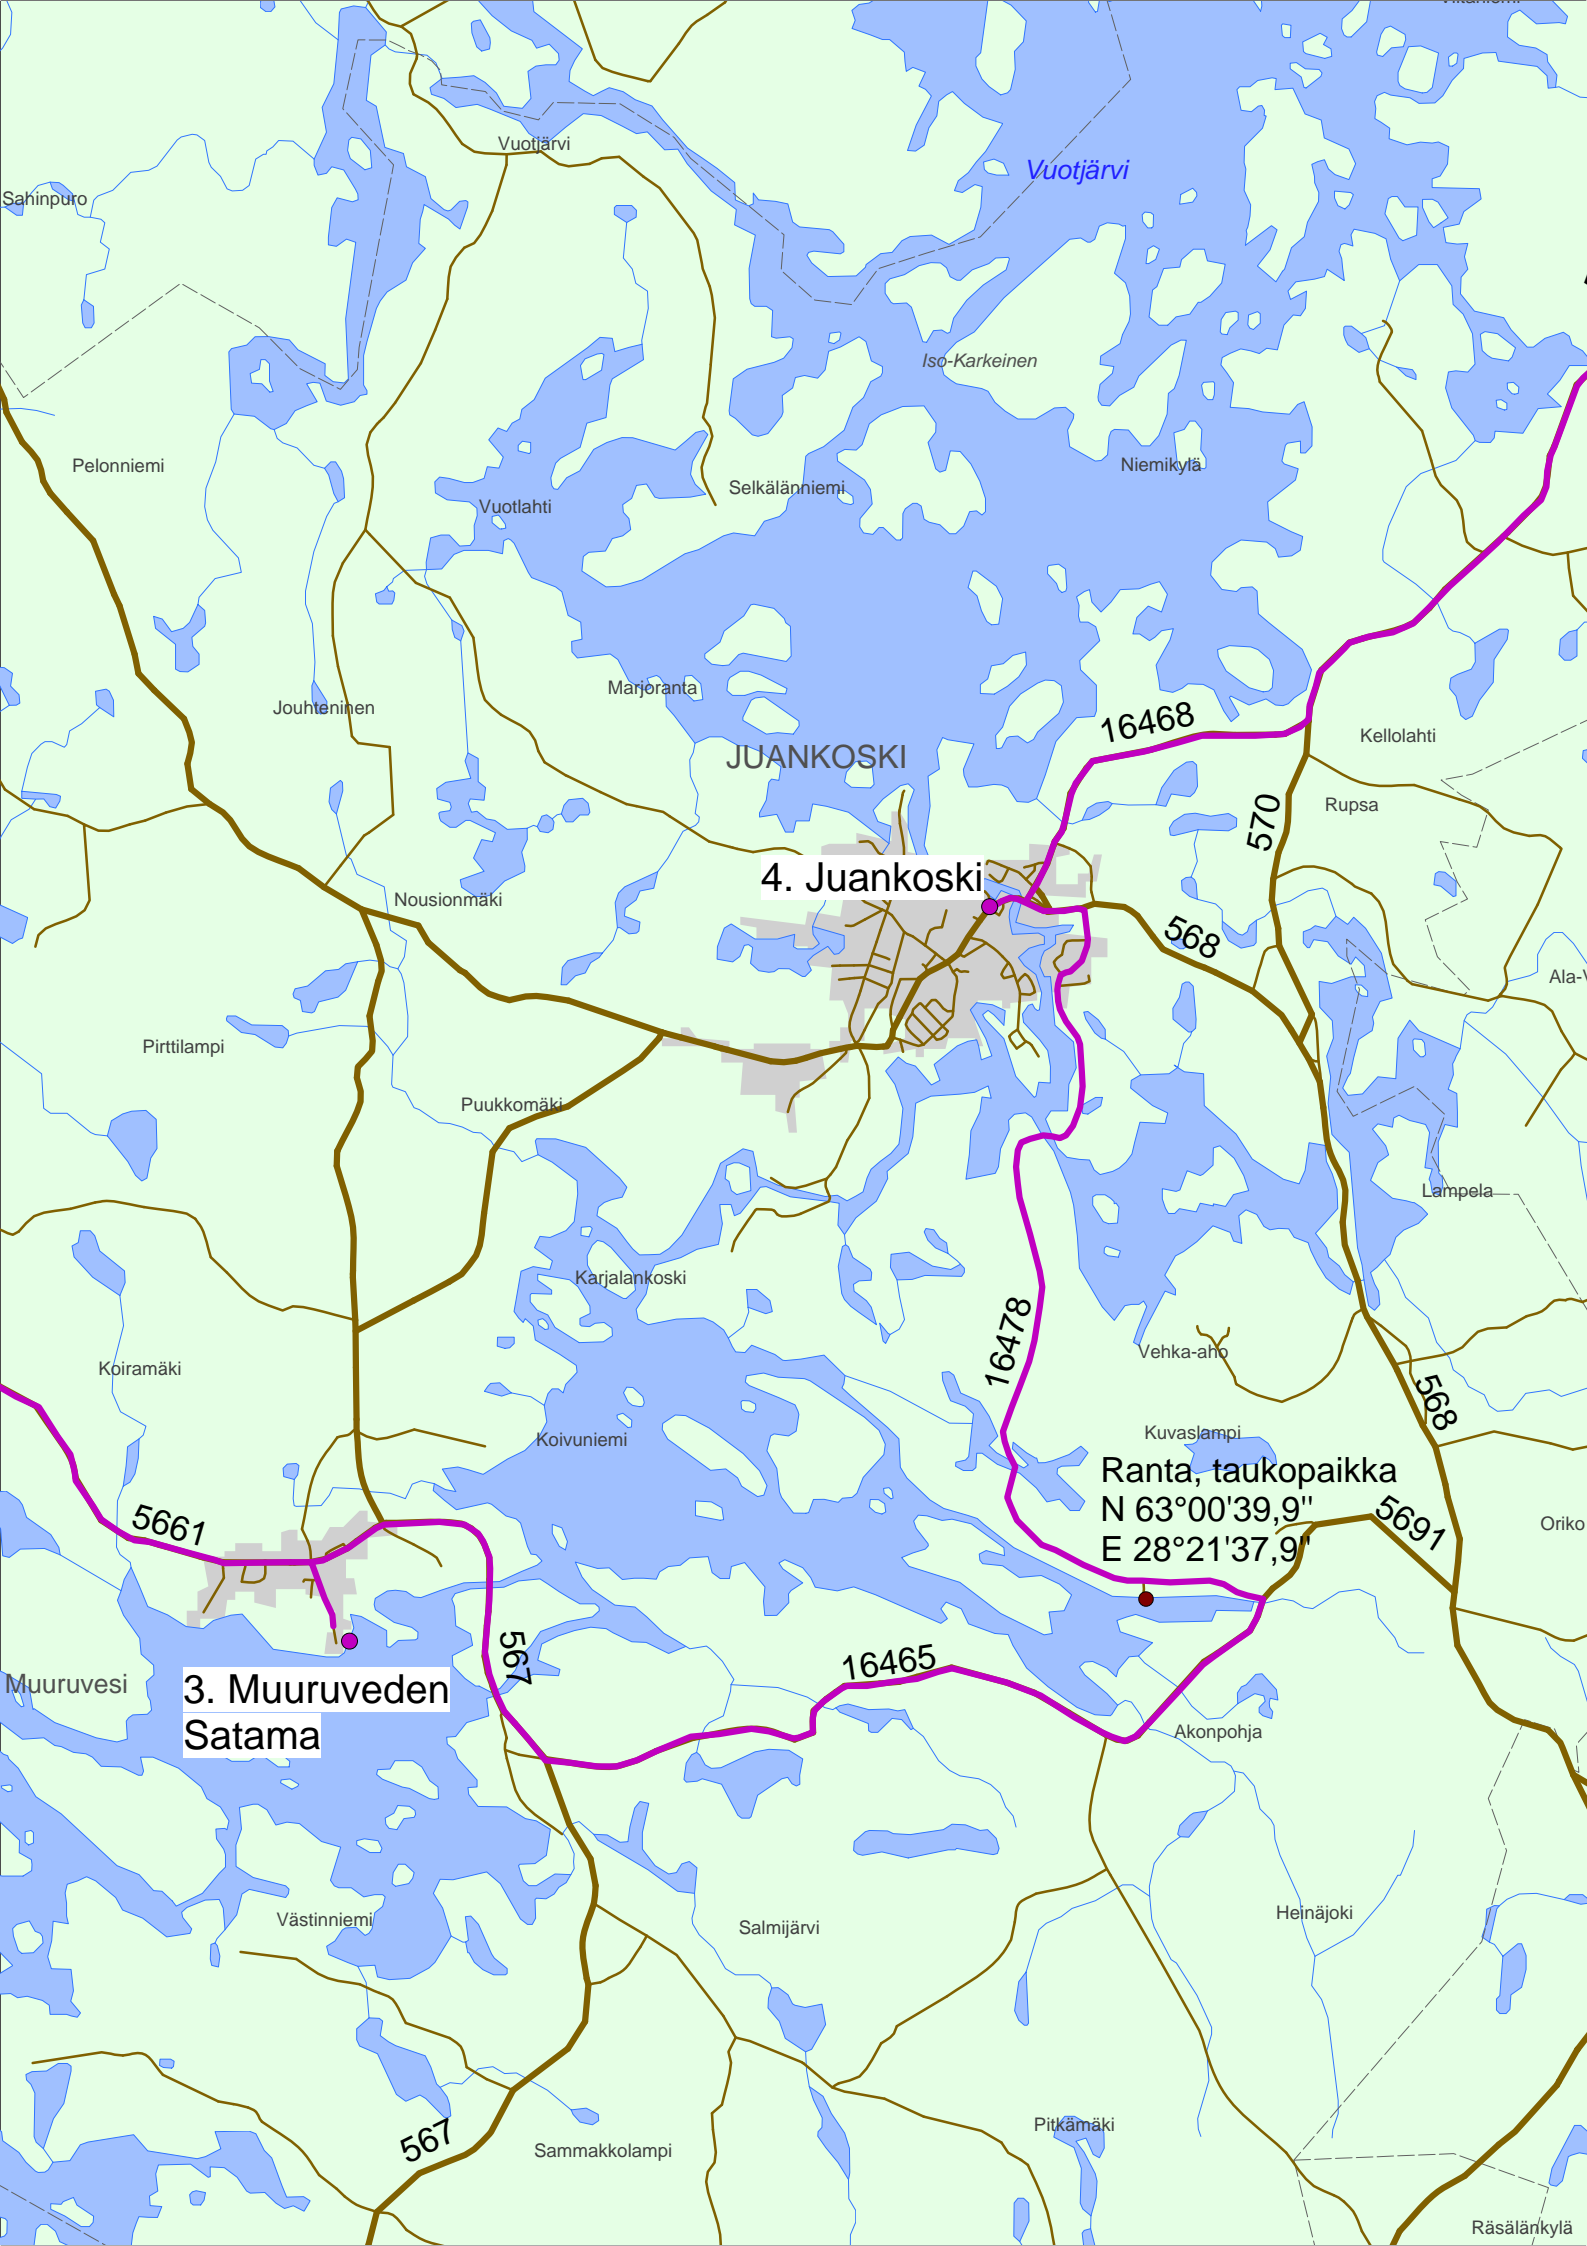 Vuotjärvi
Vuotjärvi
Sahinpuro
Iso-Karkeinen
Pelonniemi
Niemikylä
Selkälänniemi
Vuotlahti
Marjoranta
Jouhteninen
16468
Kellolahti
JUANKOSKI
570
Rupsa
4. Juankoski
Nousionmäki
568
Ala-V
Pirttilampi
Puukkomäki
Lampela
Karjalankoski
16478
Vehka-aho
Koiramäki
568
Koivuniemi
Kuvaslampi
Ranta, taukopaikka
N 63°00'39,9"
E 28°21'37,9"
5691
5661
Oriko
567
16465
Muuruvesi
3. Muuruveden
Satama
Akonpohja
Västinniemi
Salmijärvi
Heinäjoki
567
Sammakkolampi
Pitkämäki
Räsälänkylä